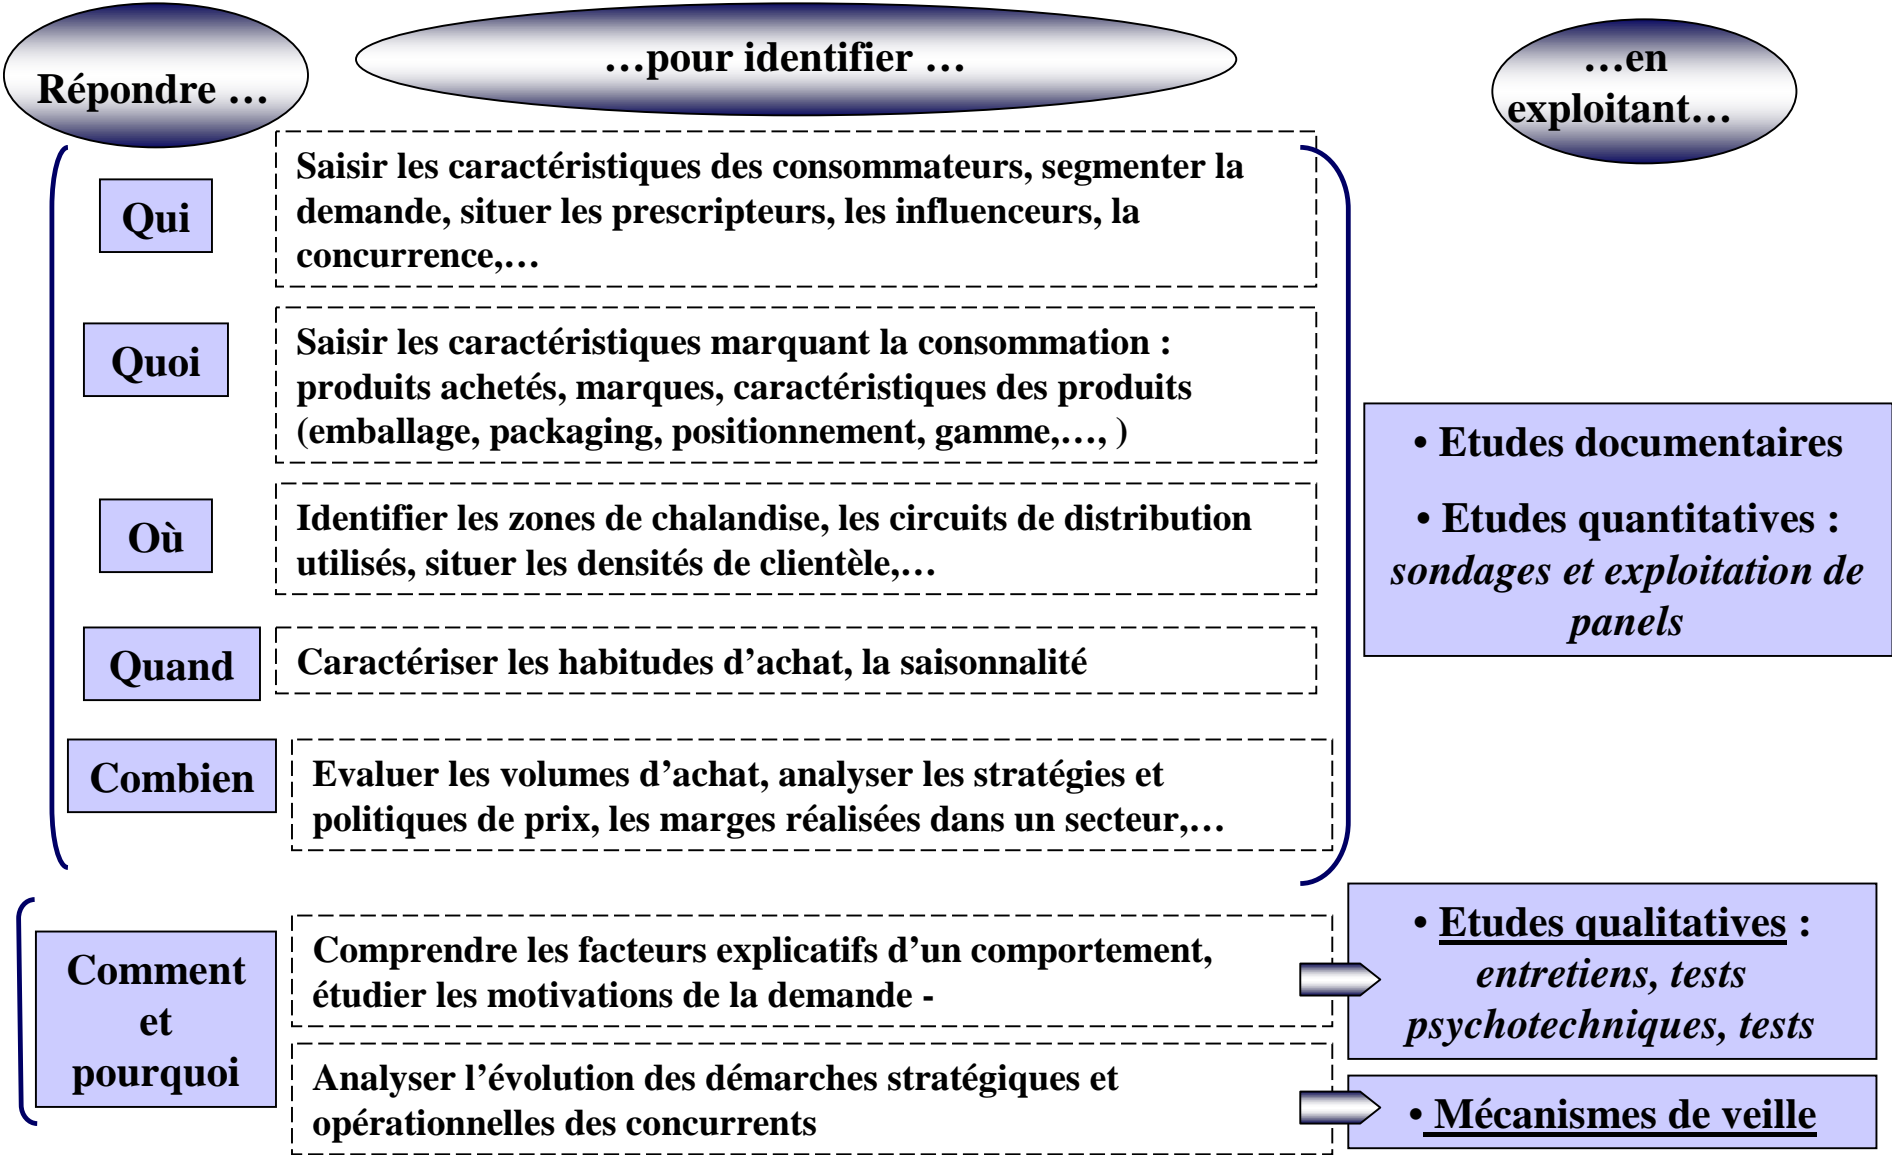 Répondre …
…pour identifier …
…en
exploitant…
Qui
Saisir les caractéristiques des consommateurs, segmenter la
demande, situer les prescripteurs, les influenceurs, la
concurrence,…
Quoi
Saisir les caractéristiques marquant la consommation :
produits achetés, marques, caractéristiques des produits
(emballage, packaging, positionnement, gamme,…, )
Où
Identifier les zones de chalandise, les circuits de distribution
utilisés, situer les densités de clientèle,…
Quand
Caractériser les habitudes d’achat, la saisonnalité
Combien
Evaluer les volumes d’achat, analyser les stratégies et
politiques de prix, les marges réalisées dans un secteur,…
• Etudes documentaires
• Etudes quantitatives :
sondages et exploitation de
panels
Comment
et
pourquoi
Comprendre les facteurs explicatifs d’un comportement,
étudier les motivations de la demande -
• Etudes qualitatives :
entretiens, tests
psychotechniques, tests
Analyser l’évolution des démarches stratégiques et
opérationnelles des concurrents
• Mécanismes de veille